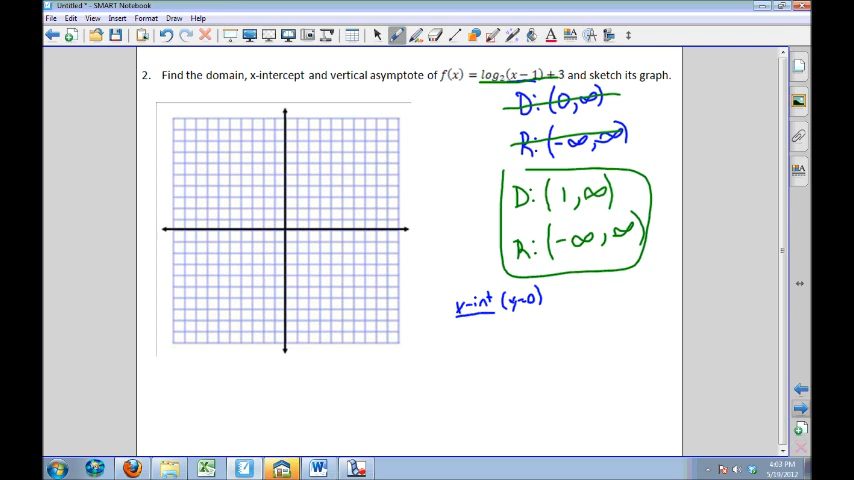 Untitled * - SMART Notebook
File Edit View Insert Format Draw Help
2. Find the domain, x-intercept and vertical asymptote of f(x) = log₂(x − 1) + 3 and sketch its graph.
D: (0, ∞)
R: (-∞, ∞)
D: (1, ∞)
R: (-∞, ∞)
x-int (y=0)
4:03 PM
5/19/2012